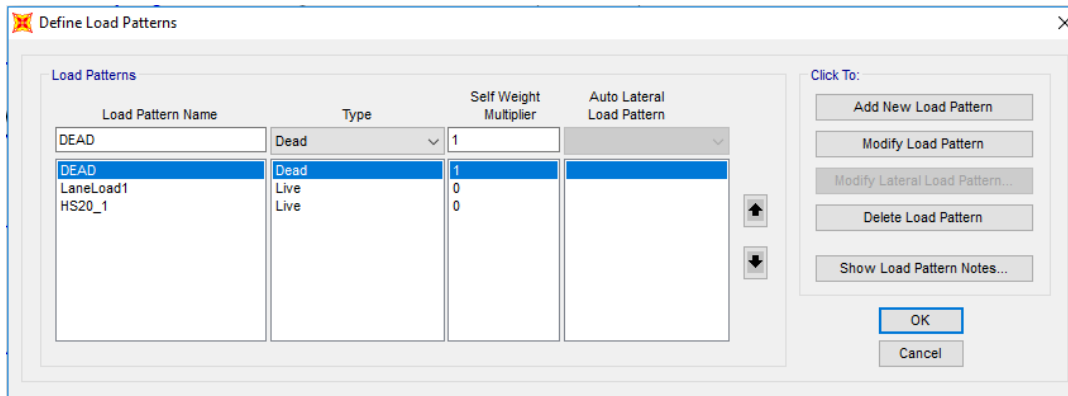 Define Load Patterns
Load Patterns
Click To:
Load Pattern Name
Type
Self Weight
Multiplier
Auto Lateral
Load Pattern
DEAD
Dead
1
DEAD
Dead
1
LaneLoad1
Live
0
HS20_1
Live
0
Add New Load Pattern
Modify Load Pattern
Modify Lateral Load Pattern...
Delete Load Pattern
Show Load Pattern Notes...
OK
Cancel